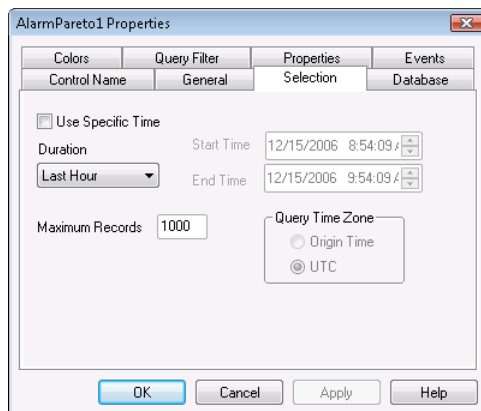 AlarmPareto1 Properties
Colors Query Filter Properties Events
Control Name General Selection Database
Use Specific Time
Duration
Start Time 12/15/2006 8:54:09 A
Last Hour
End Time 12/15/2006 9:54:09 A
Maximum Records 1000
Query Time Zone
Origin Time
UTC
OK Cancel Apply Help